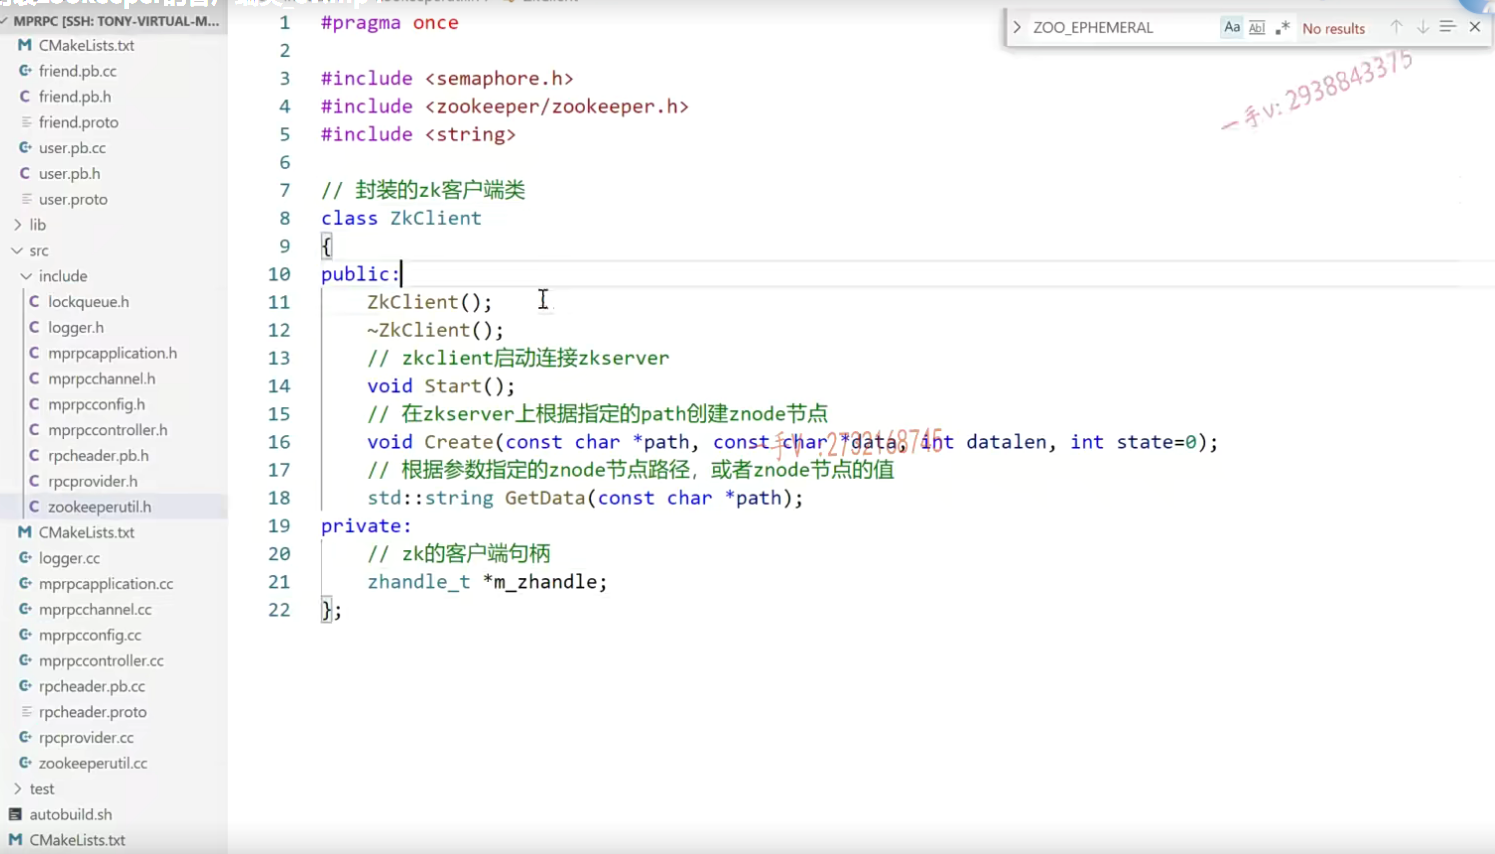 MPRPC [SSH: TONY-VIRTUAL-M...
CMakeLists.txt
friend.pb.cc
friend.pb.h
friend.proto
user.pb.cc
user.pb.h
user.proto
lib
src
include
lockqueue.h
logger.h
mprpcapplication.h
mprpcchannel.h
mprpcconfig.h
mprpccontroller.h
rpcheader.pb.h
rpcprovider.h
zookeeperutil.h
CMakeLists.txt
logger.cc
mprpcapplication.cc
mprpcchannel.cc
mprpcconfig.cc
mprpccontroller.cc
rpcheader.pb.cc
rpcheader.proto
rpcprovider.cc
zookeeperutil.cc
test
autobuild.sh
CMakeLists.txt
ZOO_EPHEMERAL Aa Abl .* No results
一手V: 2938843375
1 #pragma once
2
3 #include <semaphore.h>
4 #include <zookeeper/zookeeper.h>
5 #include <string>
6
7 // 封装的zk客户端类
8 class ZkClient
9 {
10 public:
11 ZkClient();
12 ~ZkClient();
13 // zkclient启动连接zkserver
14 void Start();
15 // 在zkserver上根据指定的path创建znode节点
16 void Create(const char *path, const char *data, int datalen, int state=0);
一手V:2732168745
17 // 根据参数指定的znode节点路径，或者znode节点的值
18 std::string GetData(const char *path);
19 private:
20 // zk的客户端句柄
21 zhandle_t *m_zhandle;
22 };